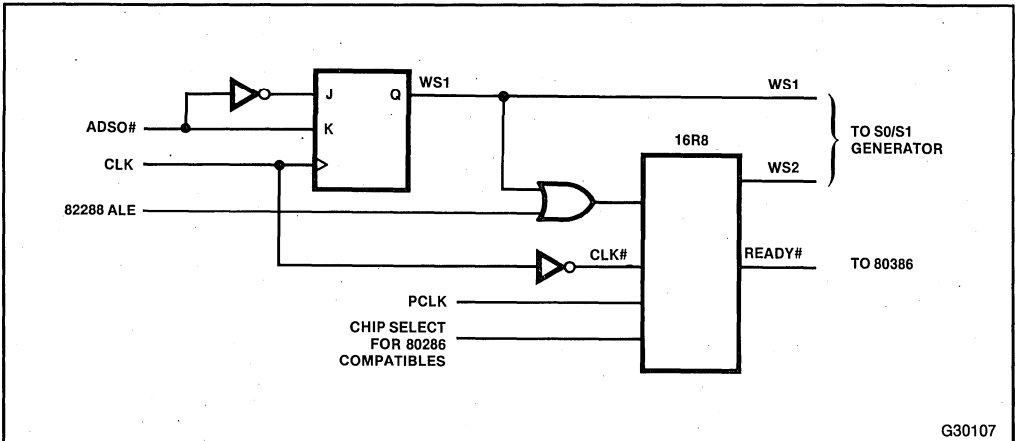 WS1
WS1
J
Q
ADSO#
K
16R8
TO S0/S1
GENERATOR
CLK
WS2
82288 ALE
CLK#
READY#
TO 80386
PCLK
CHIP SELECT
FOR 80286
COMPATIBLES
G30107